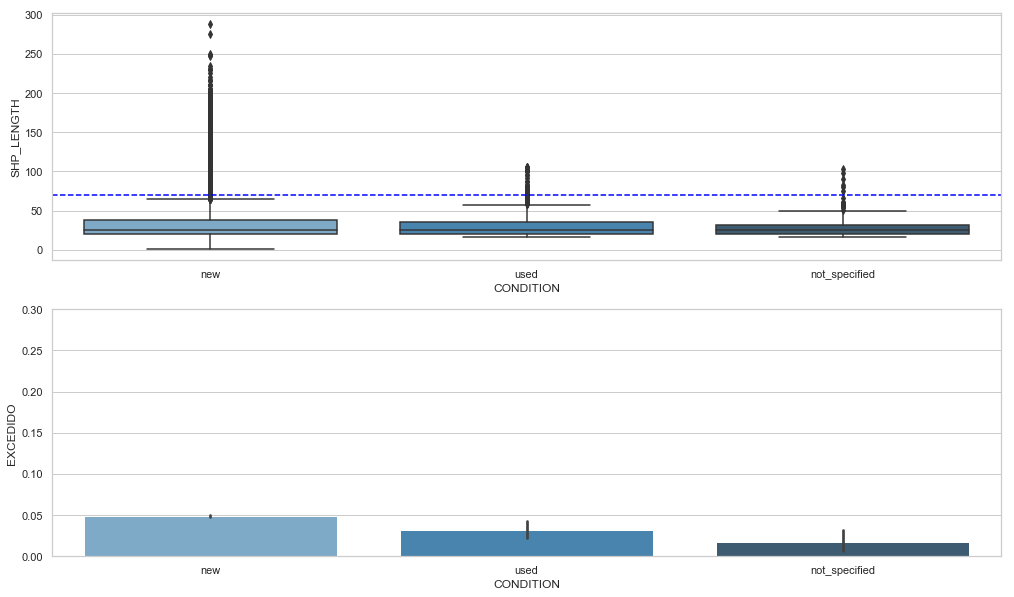 300
250
200
150
100
50
0
SHP_LENGTH
new used not_specified
CONDITION
0.30
0.25
0.20
0.15
0.10
0.05
0.00
EXCEDIDO
new used not_specified
CONDITION